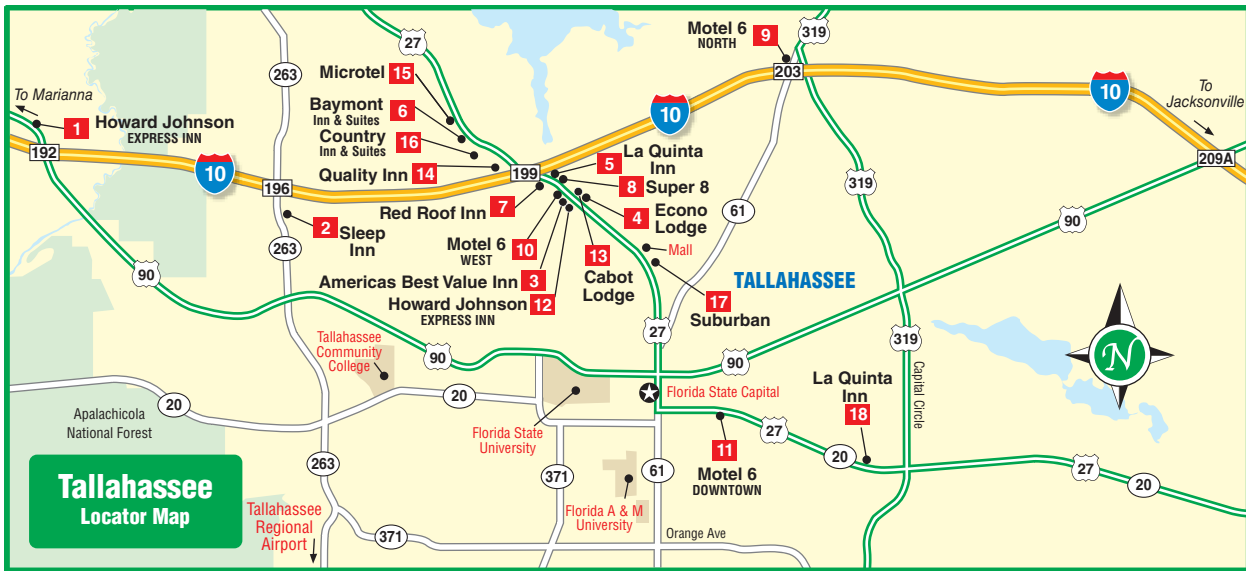 Motel 6
NORTH
9
319
27
263
Microtel
15
203
To Marianna
Baymont
Inn & Suites
6
10
10
To
Jacksonville
1
Howard Johnson
EXPRESS INN
Country
Inn & Suites
16
192
10
Quality Inn
14
199
5
La Quinta
Inn
209A
196
8
Super 8
319
Red Roof Inn
7
4
Econo
Lodge
61
2
Sleep
Inn
263
Motel 6
WEST
10
13
Cabot
Lodge
Mall
90
90
Americas Best Value Inn
3
TALLAHASSEE
Howard Johnson
EXPRESS INN
12
17
Suburban
27
319
N
Tallahassee
Community
College
90
90
Capital Circle
20
20
Florida State Capital
La Quinta
Inn
18
Apalachicola
National Forest
Florida State
University
11
27
20
Motel 6
DOWNTOWN
263
371
61
27
20
Tallahassee
Locator Map
Florida A & M
University
Tallahassee
Regional
Airport
371
Orange Ave